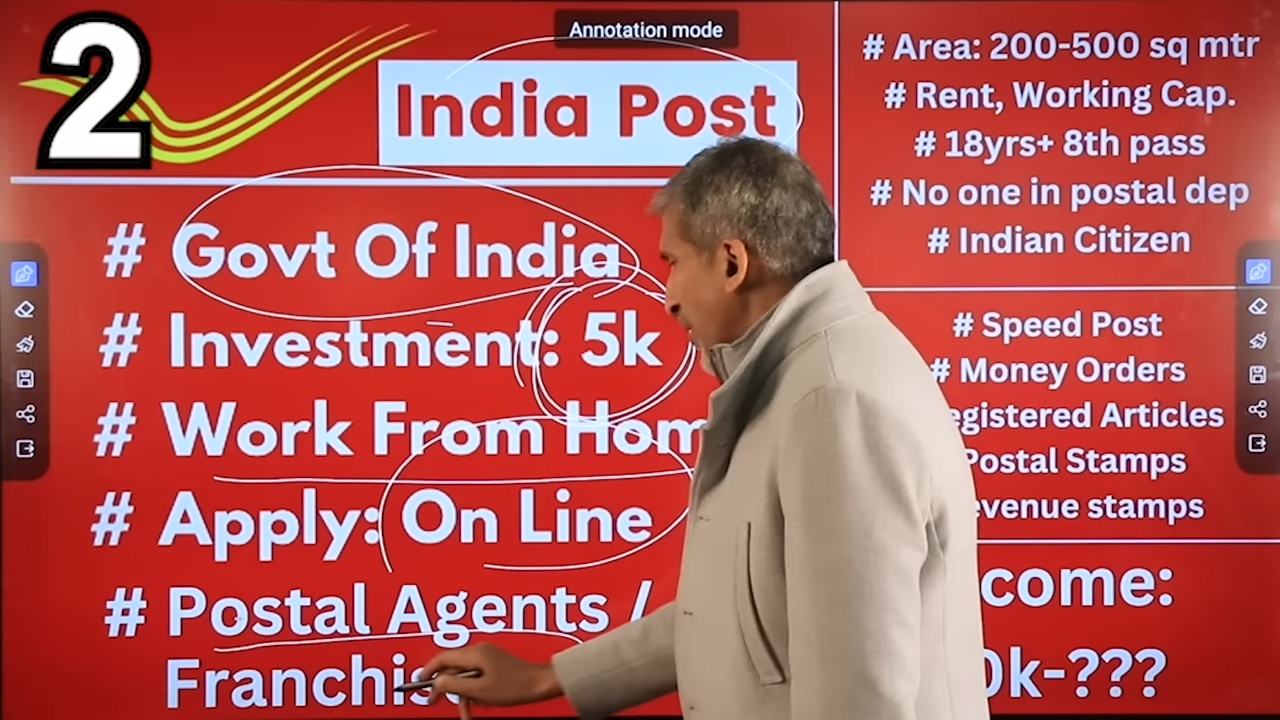 2
Annotation mode
India Post
# Govt Of India
# Investment: 5k
# Work From Hom
# Apply: On Line
# Postal Agents /
Franchis
# Area: 200-500 sq mtr
# Rent, Working Cap.
# 18yrs+ 8th pass
# No one in postal dep
# Indian Citizen
# Speed Post
# Money Orders
egistered Articles
Postal Stamps
evenue stamps
come:
0k-???